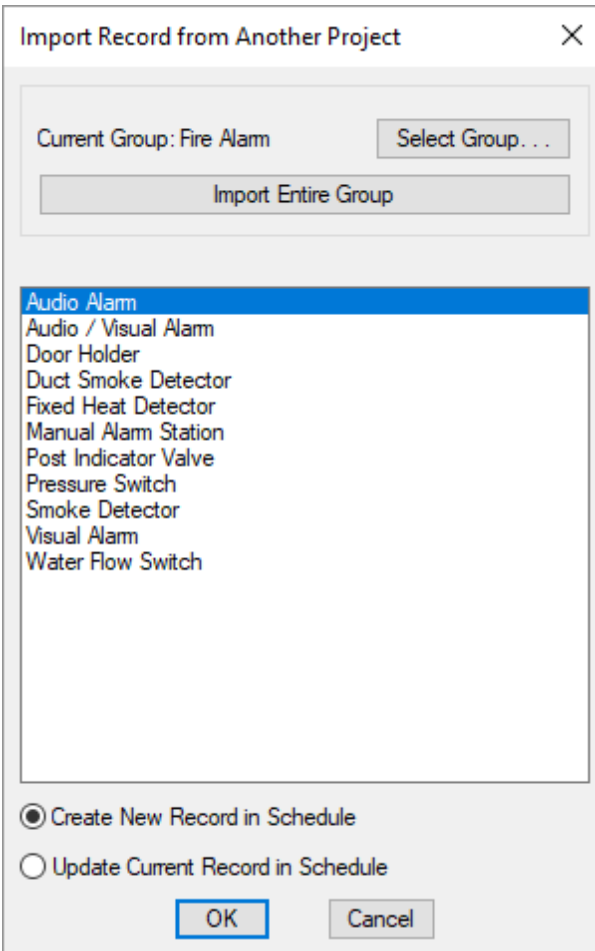 Import Record from Another Project
Current Group: Fire Alarm
Select Group. . .
Import Entire Group
Audio Alarm
Audio / Visual Alarm
Door Holder
Duct Smoke Detector
Fixed Heat Detector
Manual Alarm Station
Post Indicator Valve
Pressure Switch
Smoke Detector
Visual Alarm
Water Flow Switch
Create New Record in Schedule
Update Current Record in Schedule
OK
Cancel